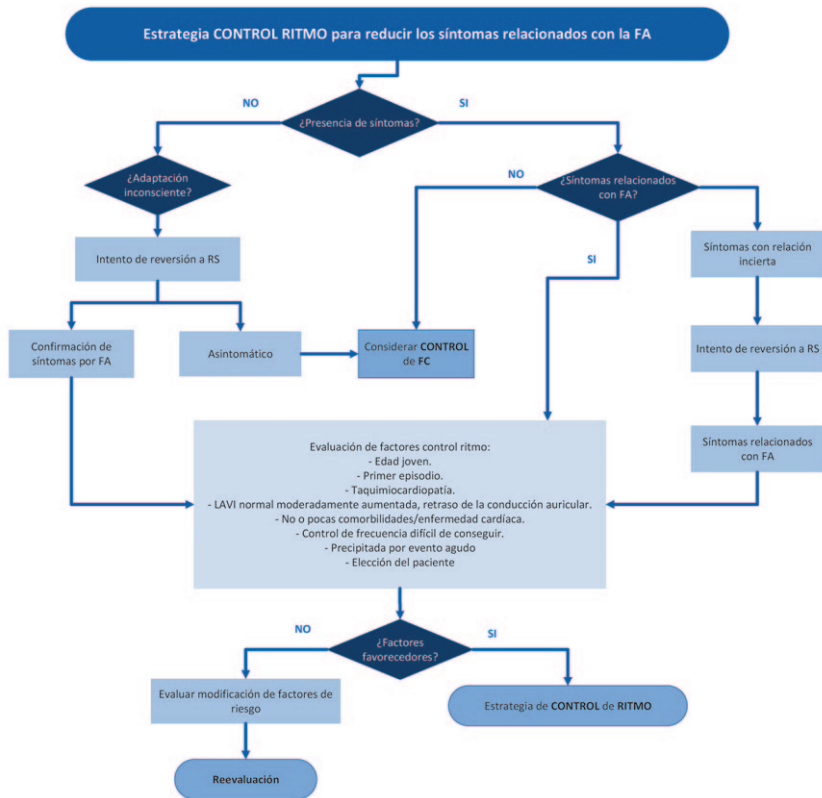 Estrategia CONTROL RITMO para reducir los síntomas relacionados con la FA
NO
SI
¿Presencia de síntomas?
¿Adaptación
inconsciente?
NO
¿Síntomas relacionados
con FA?
Intento de reversión a RS
SI
Síntomas con relación
incierta
Confirmación de
síntomas por FA
Asintomático
Considerar CONTROL
de FC
Intento de reversión a RS
Síntomas relacionados
con FA
Evaluación de factores control ritmo:
- Edad joven.
- Primer episodio.
- Taquimiocardiopatía.
- LAVI normal moderadamente aumentada, retraso de la conducción auricular.
- No o pocas comorbilidades/enfermedad cardíaca.
- Control de frecuencia difícil de conseguir.
- Precipitada por evento agudo
- Elección del paciente
NO
SI
¿Factores
favorecedores?
Evaluar modificación de factores de
riesgo
Estrategia de CONTROL de RITMO
Reevaluación